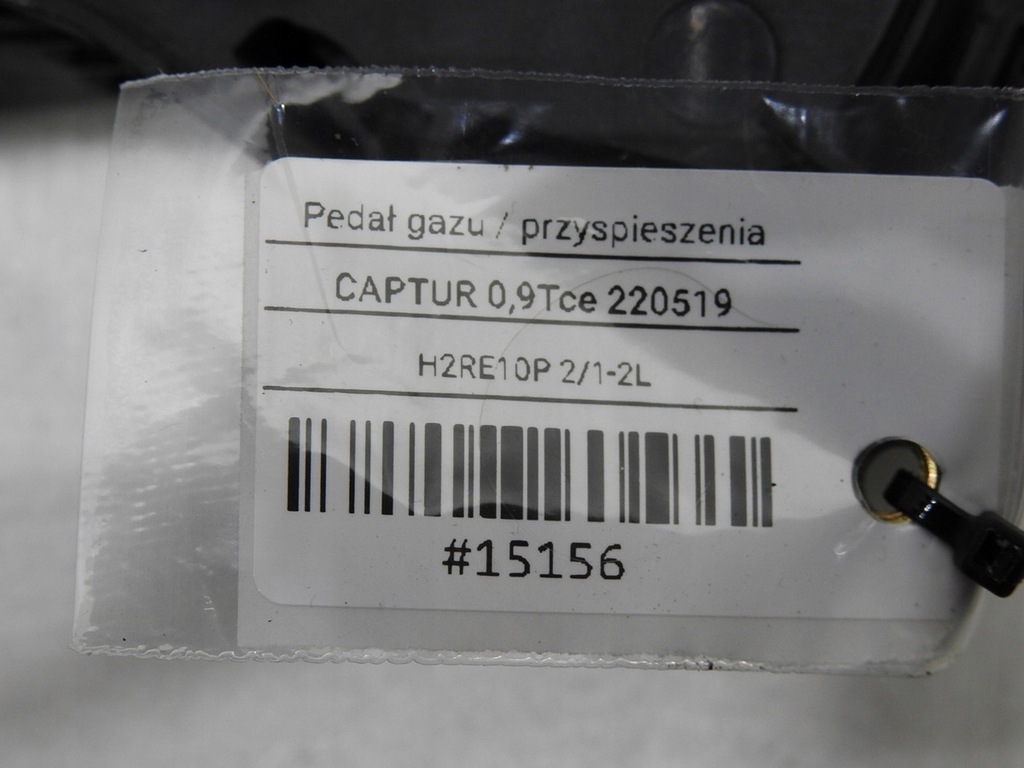 Pedał gazu / przyspieszenia
CAPTUR 0,9Tce 220519
H2RE10P 2/1-2L
#15156